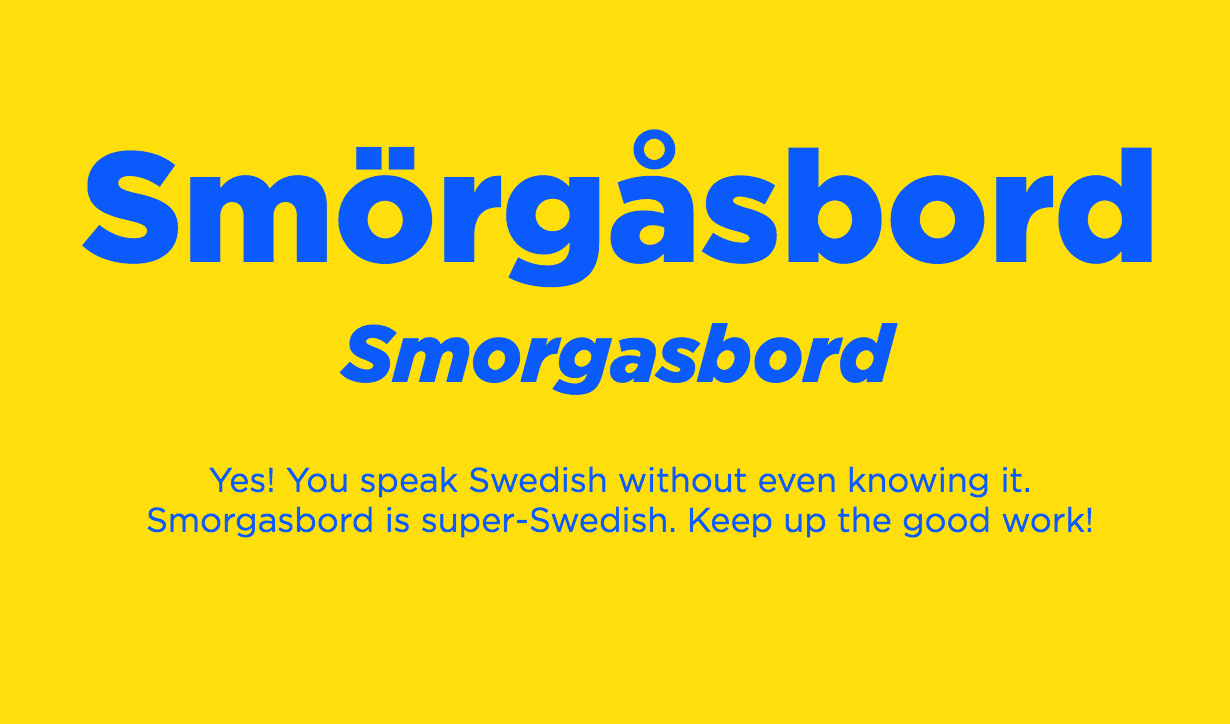 Smörgåsbord
Smorgasbord
Yes! You speak Swedish without even knowing it.
Smorgasbord is super-Swedish. Keep up the good work!